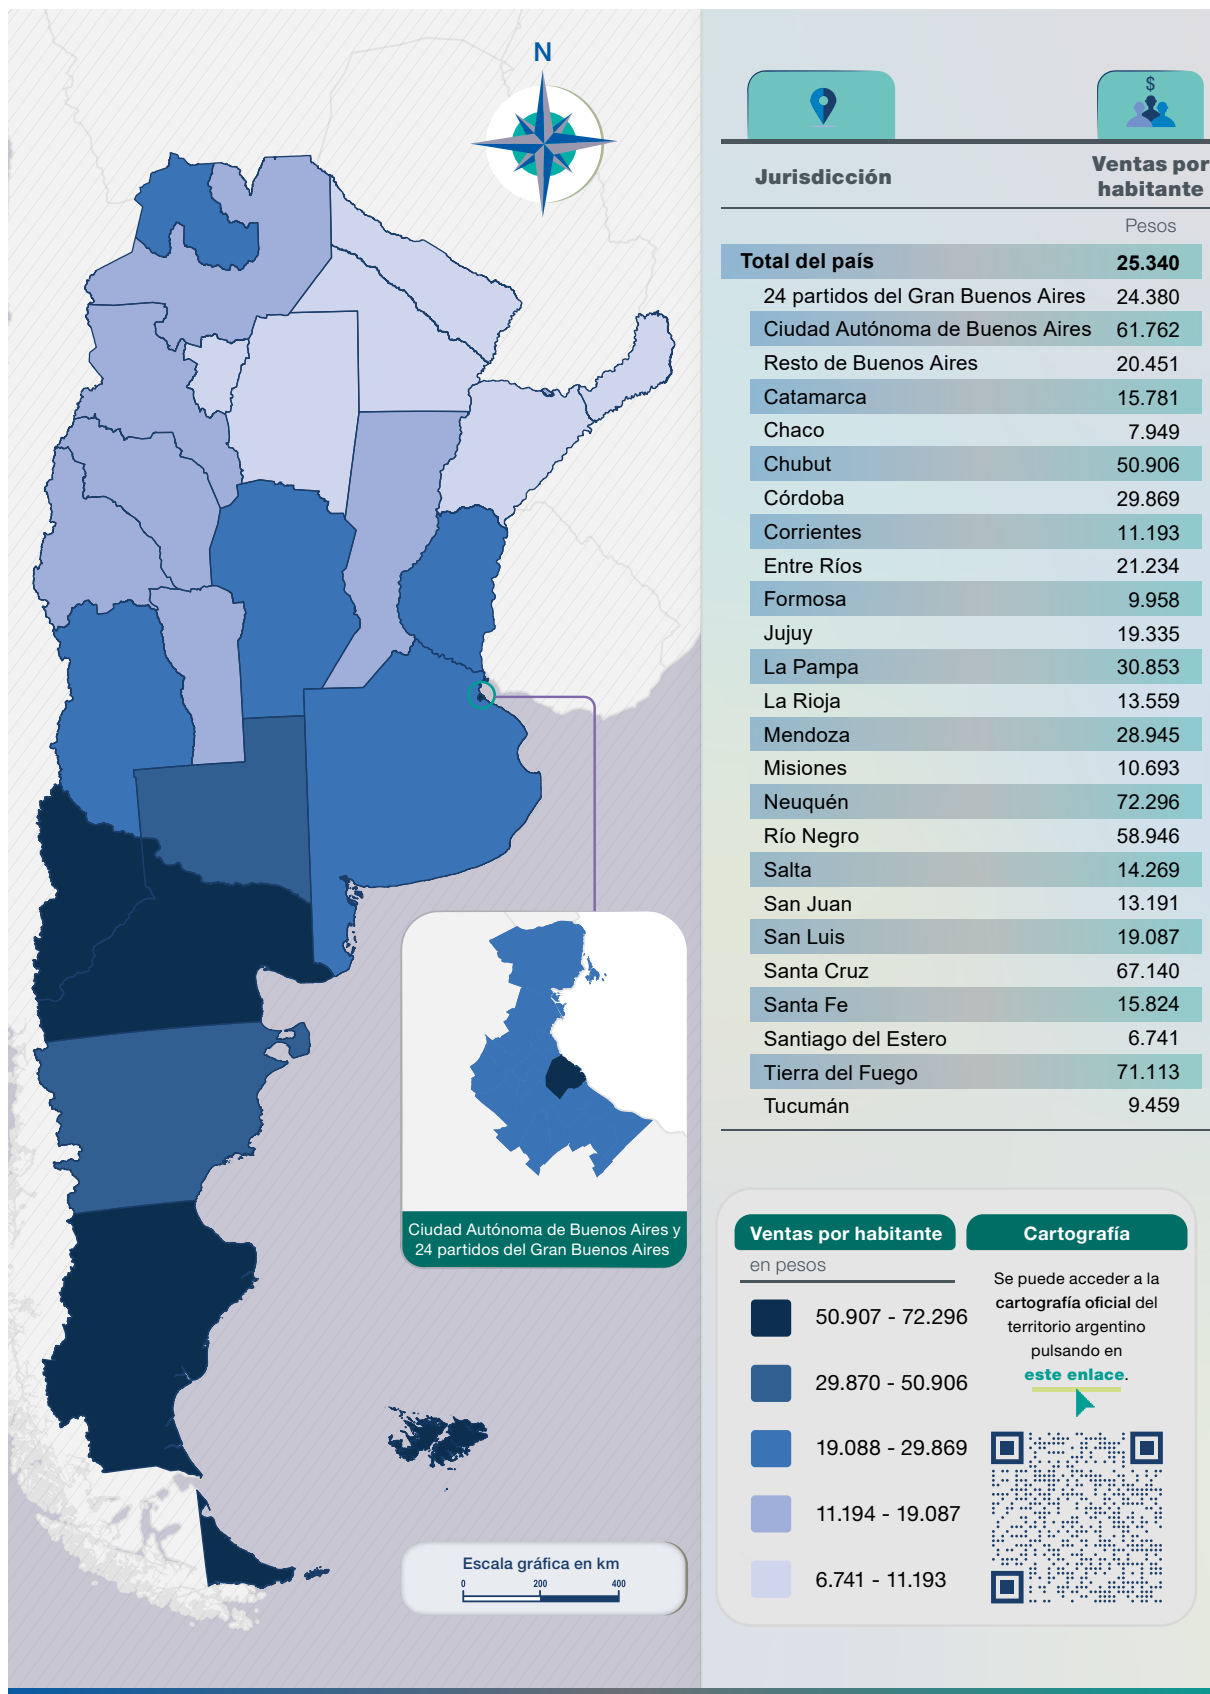 N
$
Jurisdicción
Ventas por
habitante
Pesos
Total del país 25.340
24 partidos del Gran Buenos Aires 24.380
Ciudad Autónoma de Buenos Aires 61.762
Resto de Buenos Aires 20.451
Catamarca 15.781
Chaco 7.949
Chubut 50.906
Córdoba 29.869
Corrientes 11.193
Entre Ríos 21.234
Formosa 9.958
Jujuy 19.335
La Pampa 30.853
La Rioja 13.559
Mendoza 28.945
Misiones 10.693
Neuquén 72.296
Río Negro 58.946
Salta 14.269
San Juan 13.191
San Luis 19.087
Santa Cruz 67.140
Santa Fe 15.824
Santiago del Estero 6.741
Tierra del Fuego 71.113
Tucumán 9.459
Ciudad Autónoma de Buenos Aires y
24 partidos del Gran Buenos Aires
Ventas por habitante
en pesos
50.907 - 72.296
29.870 - 50.906
19.088 - 29.869
11.194 - 19.087
6.741 - 11.193
Cartografía
Se puede acceder a la
cartografía oficial del
territorio argentino
pulsando en
este enlace.
Escala gráfica en km
0 200 400